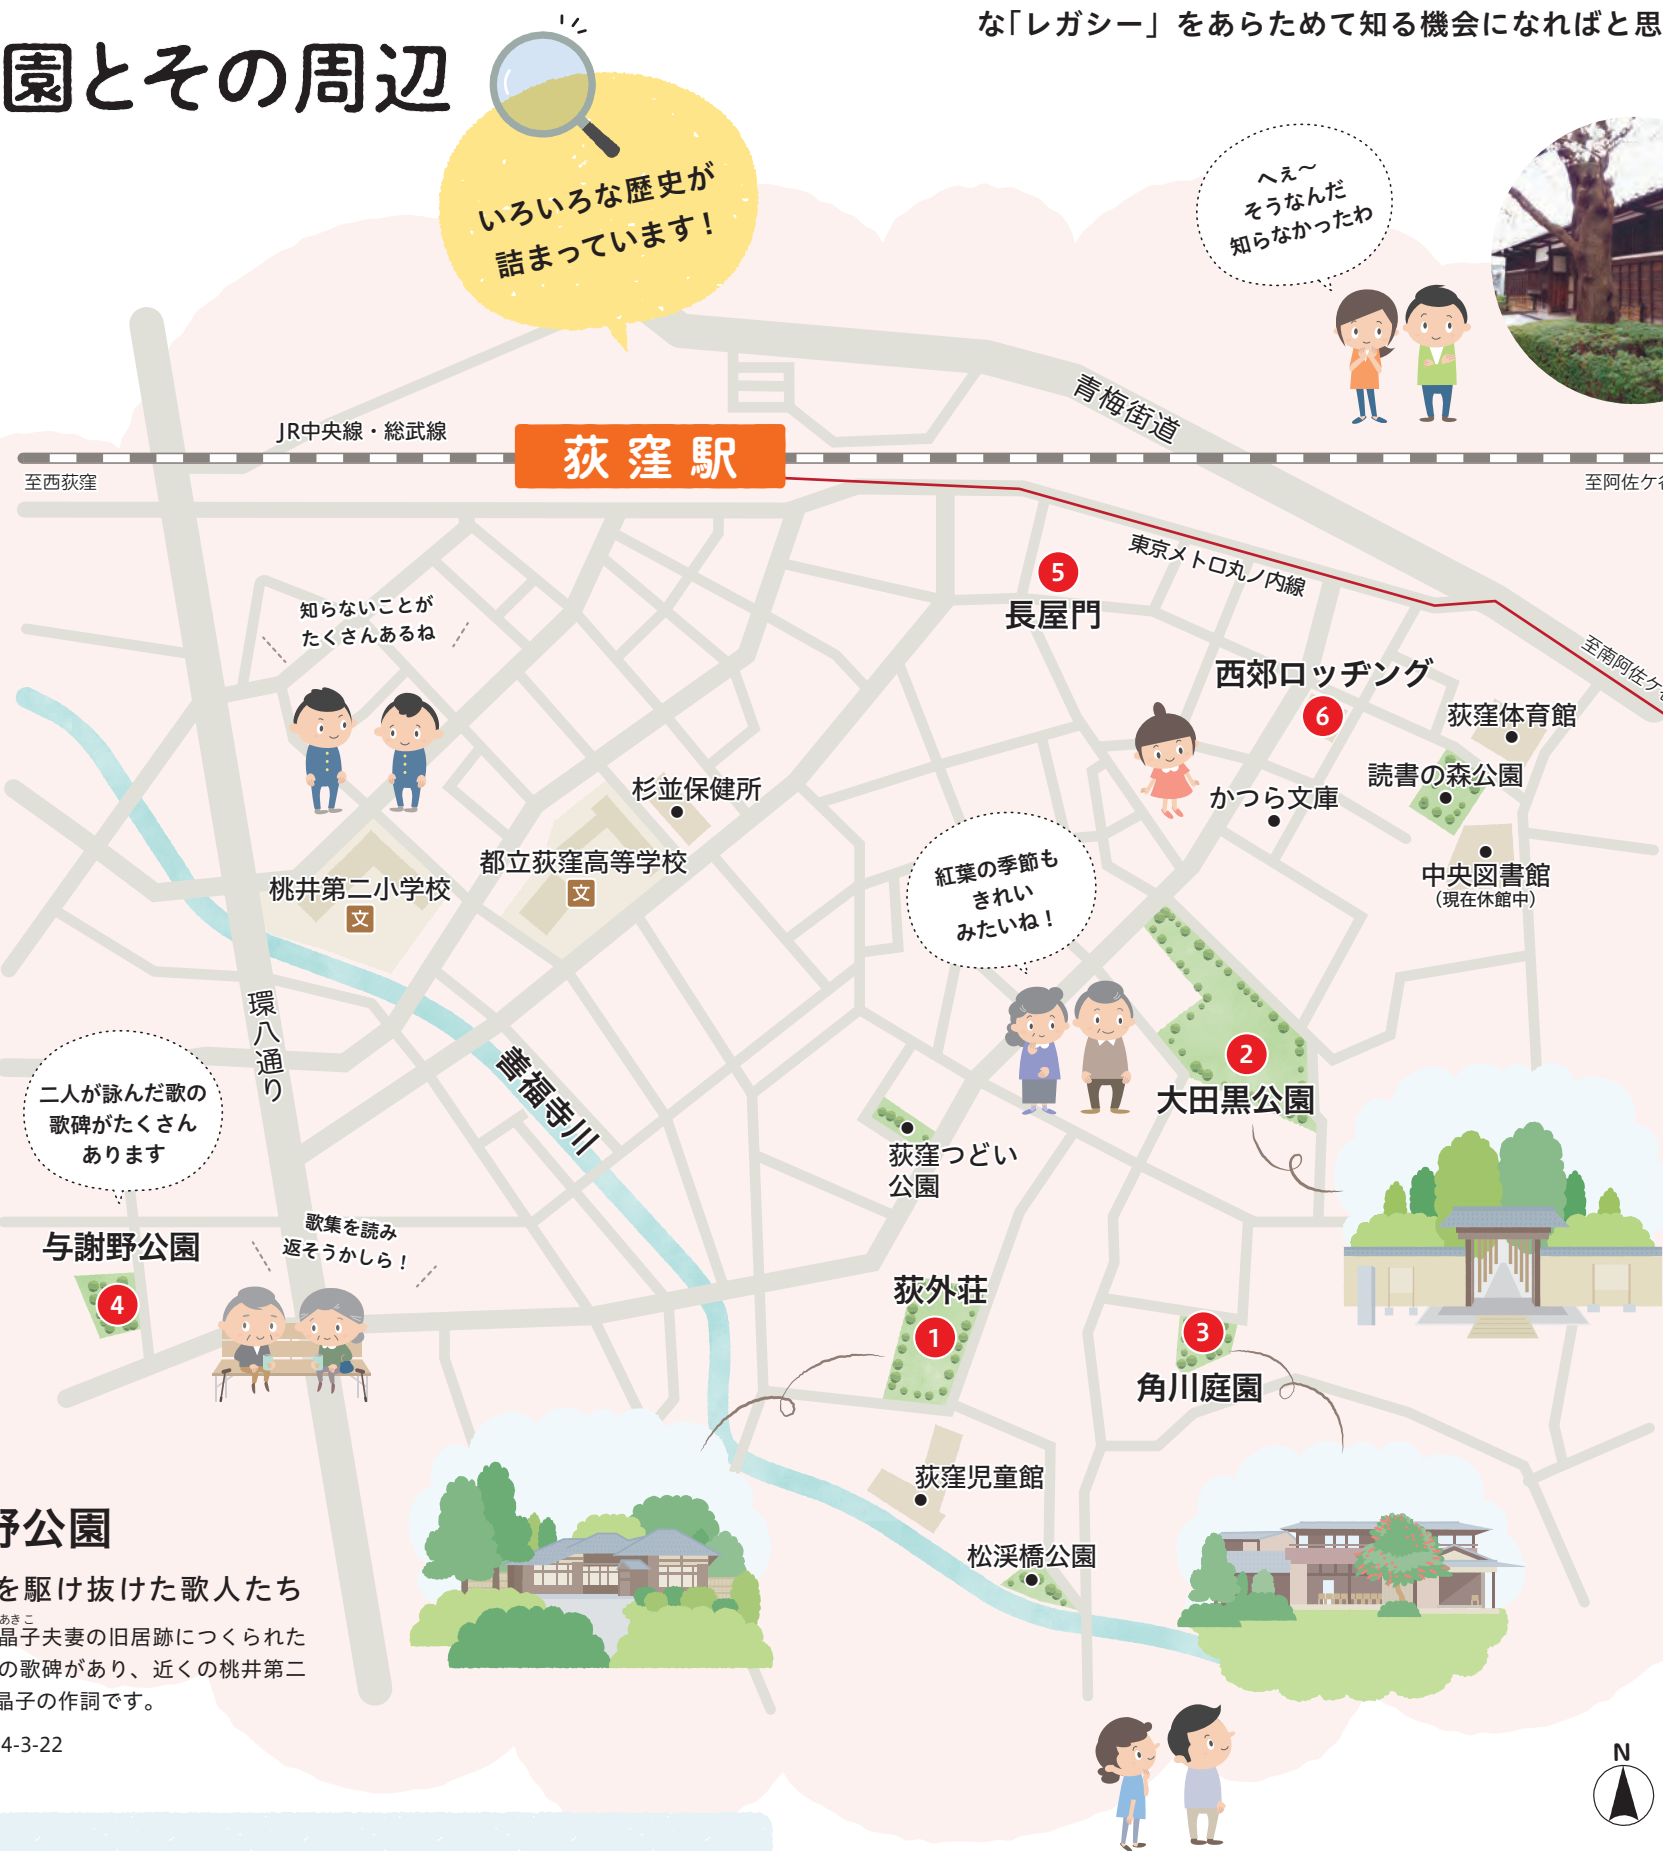 な「レガシー」をあらためて知る機会になればと思
園とその周辺
いろいろな歴史が
詰まっています！
へぇ〜
そうなんだ
知らなかったわ
青梅街道
JR中央線・総武線
荻窪駅
至西荻窪
至阿佐ケ谷
東京メトロ丸ノ内線
5
長屋門
知らないことが
たくさんあるね
至南阿佐ケ谷
西郊ロッヂング
6
荻窪体育館
読書の森公園
杉並保健所
かつら文庫
都立荻窪高等学校
文
桃井第二小学校
文
中央図書館
（現在休館中）
紅葉の季節も
きれい
みたいね！
環八通り
善福寺川
2
大田黒公園
二人が詠んだ歌の
歌碑がたくさん
あります
荻窪つどい
公園
歌集を読み
返そうかしら！
与謝野公園
4
荻外荘
1
3
角川庭園
荻窪児童館
松渓橋公園
野公園
を駆け抜けた歌人たち
あきこ
晶子夫妻の旧居跡につくられた
の歌碑があり、近くの桃井第二
晶子の作詞です。
4-3-22
N